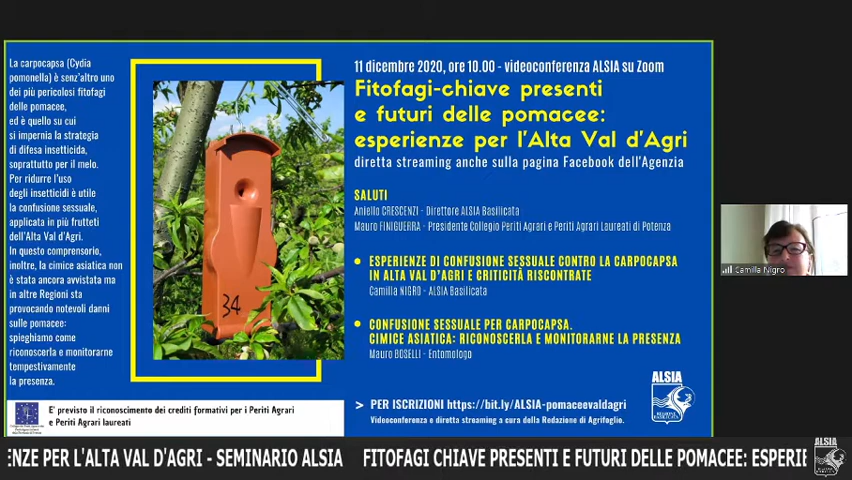 La carpocapsa (Cydia
pomonella) è senz'altro uno
dei più pericolosi fitofagi
delle pomacee,
ed è quello su cui
si impernia la strategia
di difesa insetticida,
soprattutto per il melo.
Per ridurre l'uso
degli insetticidi è utile
la confusione sessuale,
applicata in più frutteti
dell'Alta Val d'Agri.
In questo comprensorio,
inoltre, la cimice asiatica non
è stata ancora avvistata ma
in altre Regioni sta
provocando notevoli danni
sulle pomacee:
spieghiamo come
riconoscerla e monitorarne
tempestivamente
la presenza.
34
11 dicembre 2020, ore 10.00 - videoconferenza ALSIA su Zoom
Fitofagi-chiave presenti
e futuri delle pomacee:
esperienze per l'Alta Val d'Agri
diretta streaming anche sulla pagina Facebook dell'Agenzia
SALUTI
Aniello CRESCENZI - Direttore ALSIA Basilicata
Mauro FINIGUERRA - Presidente Collegio Periti Agrari e Periti Agrari Laureati di Potenza
• ESPERIENZE DI CONFUSIONE SESSUALE CONTRO LA CARPOCAPSA
IN ALTA VAL D'AGRI E CRITICITÀ RISCONTRATE
Camilla NIGRO - ALSIA Basilicata
• CONFUSIONE SESSUALE PER CARPOCAPSA.
CIMICE ASIATICA: RICONOSCERLA E MONITORARNE LA PRESENZA
Mauro BOSELLI - Entomologo
> PER ISCRIZIONI https://bit.ly/ALSIA-pomaceevaldagri
Videoconferenza e diretta streaming a cura della Redazione di Agrifoglio.
ALSIA
E' previsto il riconoscimento dei crediti formativi per i Periti Agrari
e Periti Agrari laureati
Camilla Nigro
ENZE PER L'ALTA VAL D'AGRI - SEMINARIO ALSIA FITOFAGI CHIAVE PRESENTI E FUTURI DELLE POMACEE: ESPERIE
ALSIA